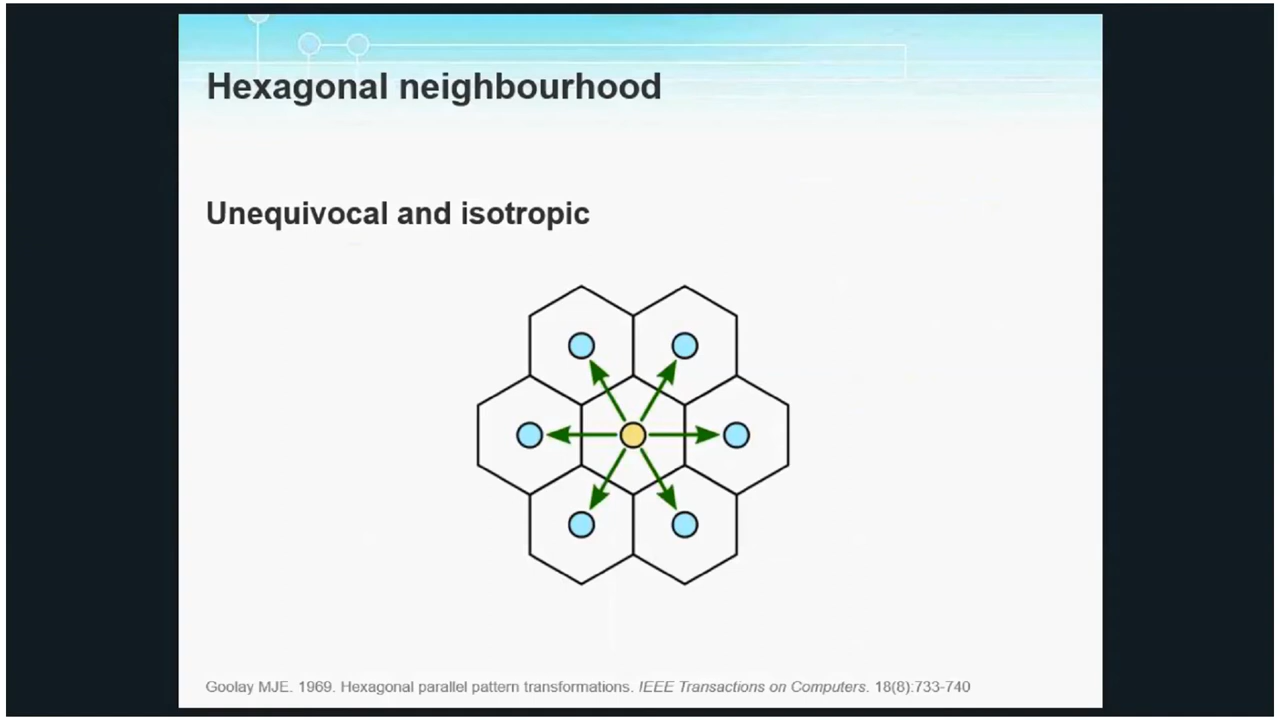 Hexagonal neighbourhood
Unequivocal and isotropic
Goolay MJE. 1969. Hexagonal parallel pattern transformations. IEEE Transactions on Computers. 18(8):733-740